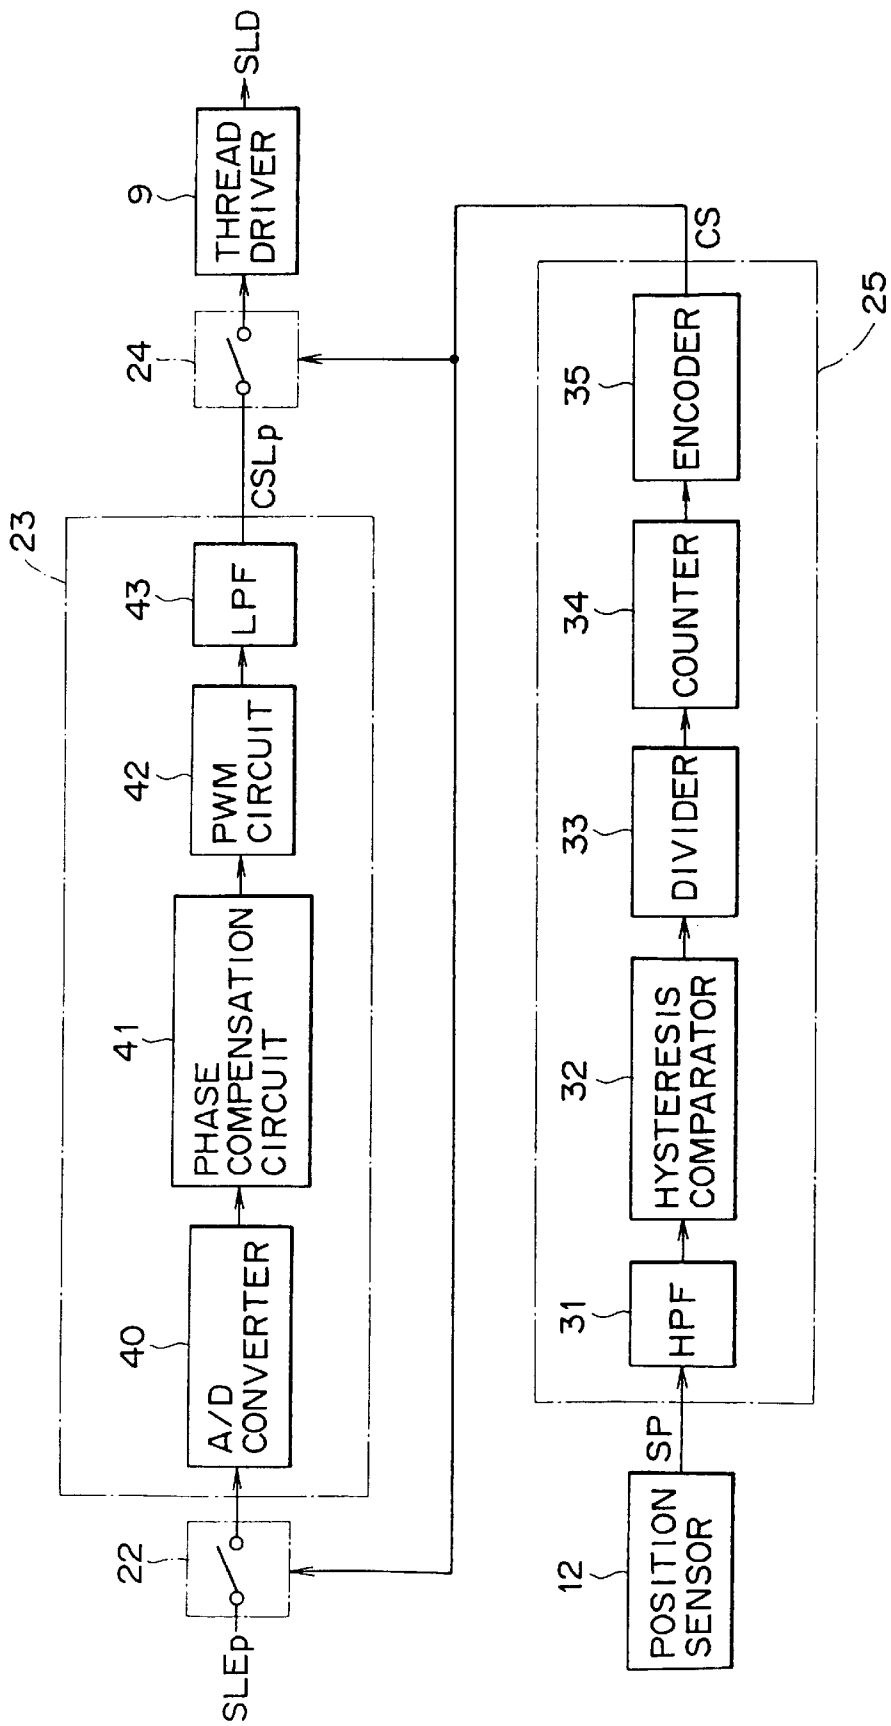 23
SLEp
22
40
A/D
CONVERTER
41
PHASE
COMPENSATION
CIRCUIT
42
PWM
CIRCUIT
43
LPF
CSLp
24
9
THREAD
DRIVER
SLD
12
POSITION
SENSOR
SP
31
HPF
32
HYSTERESIS
COMPARATOR
33
DIVIDER
34
COUNTER
35
ENCODER
CS
25